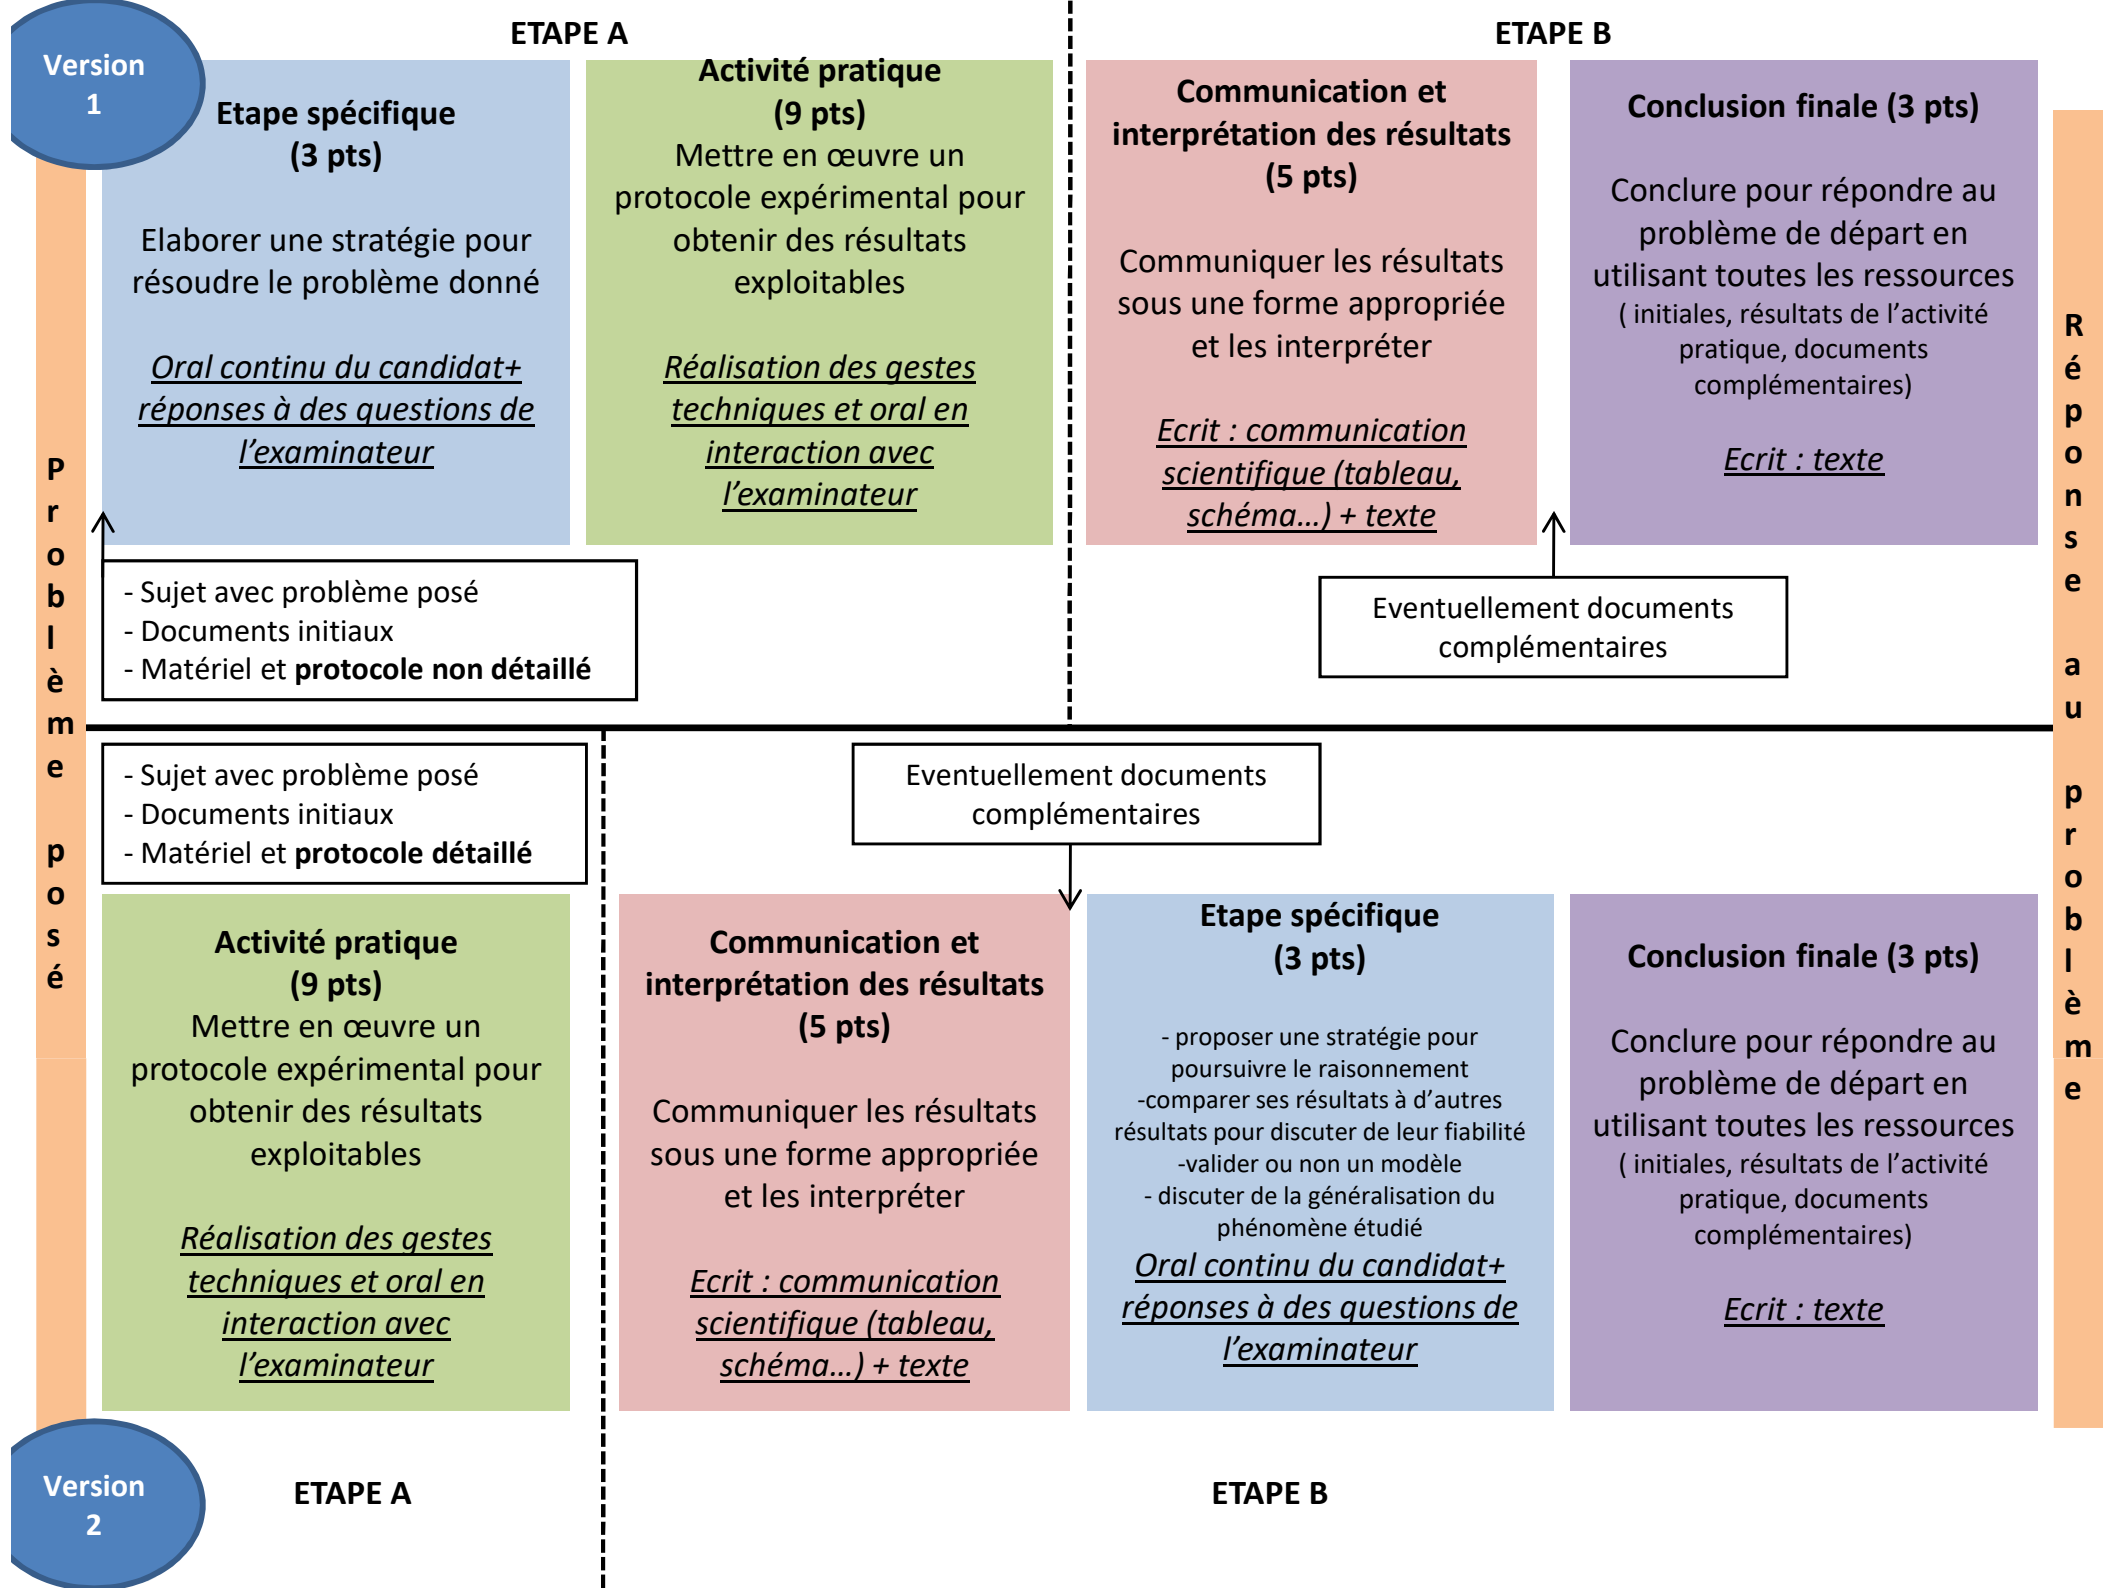 Version
1
ETAPE A
ETAPE B
Etape spécifique
(3 pts)
Elaborer une stratégie pour
résoudre le problème donné
Oral continu du candidat+
réponses à des questions de
l’examinateur
Activité pratique
(9 pts)
Mettre en œuvre un
protocole expérimental pour
obtenir des résultats
exploitables
Réalisation des gestes
techniques et oral en
interaction avec
l’examinateur
Communication et
interprétation des résultats
(5 pts)
Communiquer les résultats
sous une forme appropriée
et les interpréter
Ecrit : communication
scientifique (tableau,
schéma…) + texte
Conclusion finale (3 pts)
Conclure pour répondre au
problème de départ en
utilisant toutes les ressources
( initiales, résultats de l’activité
pratique, documents
complémentaires)
Ecrit : texte
Problème posé
Réponse au problème
- Sujet avec problème posé
- Documents initiaux
- Matériel et protocole non détaillé
Eventuellement documents
complémentaires
- Sujet avec problème posé
- Documents initiaux
- Matériel et protocole détaillé
Eventuellement documents
complémentaires
Activité pratique
(9 pts)
Mettre en œuvre un
protocole expérimental pour
obtenir des résultats
exploitables
Réalisation des gestes
techniques et oral en
interaction avec
l’examinateur
Communication et
interprétation des résultats
(5 pts)
Communiquer les résultats
sous une forme appropriée
et les interpréter
Ecrit : communication
scientifique (tableau,
schéma…) + texte
Etape spécifique
(3 pts)
- proposer une stratégie pour
poursuivre le raisonnement
-comparer ses résultats à d’autres
résultats pour discuter de leur fiabilité
-valider ou non un modèle
- discuter de la généralisation du
phénomène étudié
Oral continu du candidat+
réponses à des questions de
l’examinateur
Conclusion finale (3 pts)
Conclure pour répondre au
problème de départ en
utilisant toutes les ressources
( initiales, résultats de l’activité
pratique, documents
complémentaires)
Ecrit : texte
Version
2
ETAPE A
ETAPE B